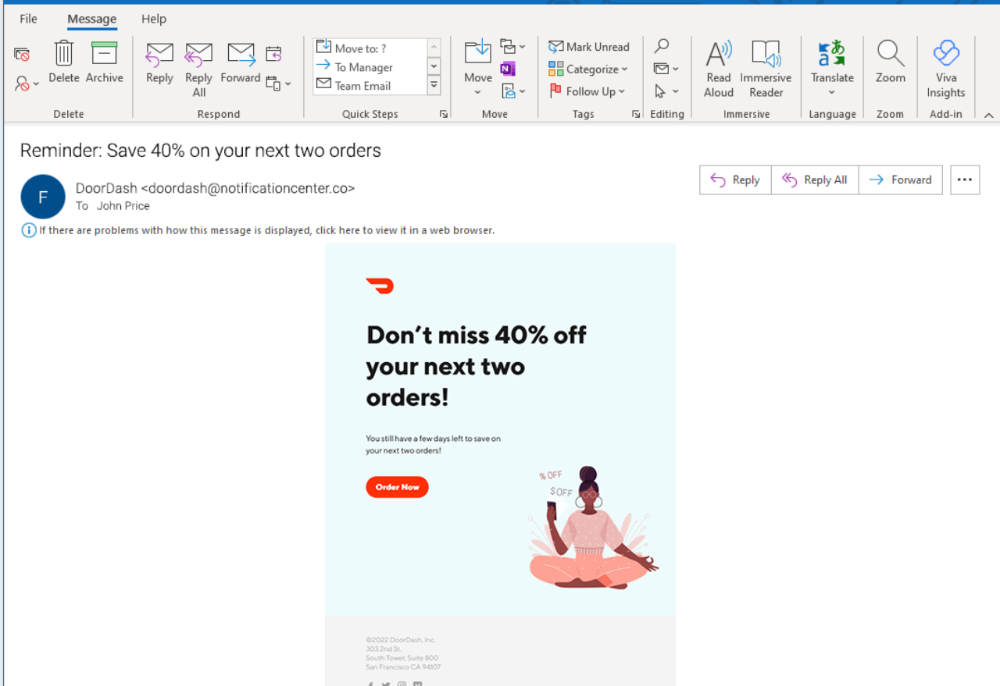 File Message Help
Delete Archive
Reply Reply All Forward
Move to: ?
To Manager
Team Email
Move
Mark Unread
Categorize
Follow Up
Read Aloud Immersive Reader
Translate
Zoom
Viva Insights
Delete Respond Quick Steps Move Tags Editing Immersive Language Zoom Add-in
Reminder: Save 40% on your next two orders
F
DoorDash <doordash@notificationcenter.co>
To John Price
Reply Reply All Forward
If there are problems with how this message is displayed, click here to view it in a web browser.
Don't miss 40% off
your next two
orders!
You still have a few days left to save on
your next two orders!
Order Now
% OFF
$ OFF
©2022 DoorDash, Inc.
303 2nd St.
South Tower, Suite 800
San Francisco CA 94107